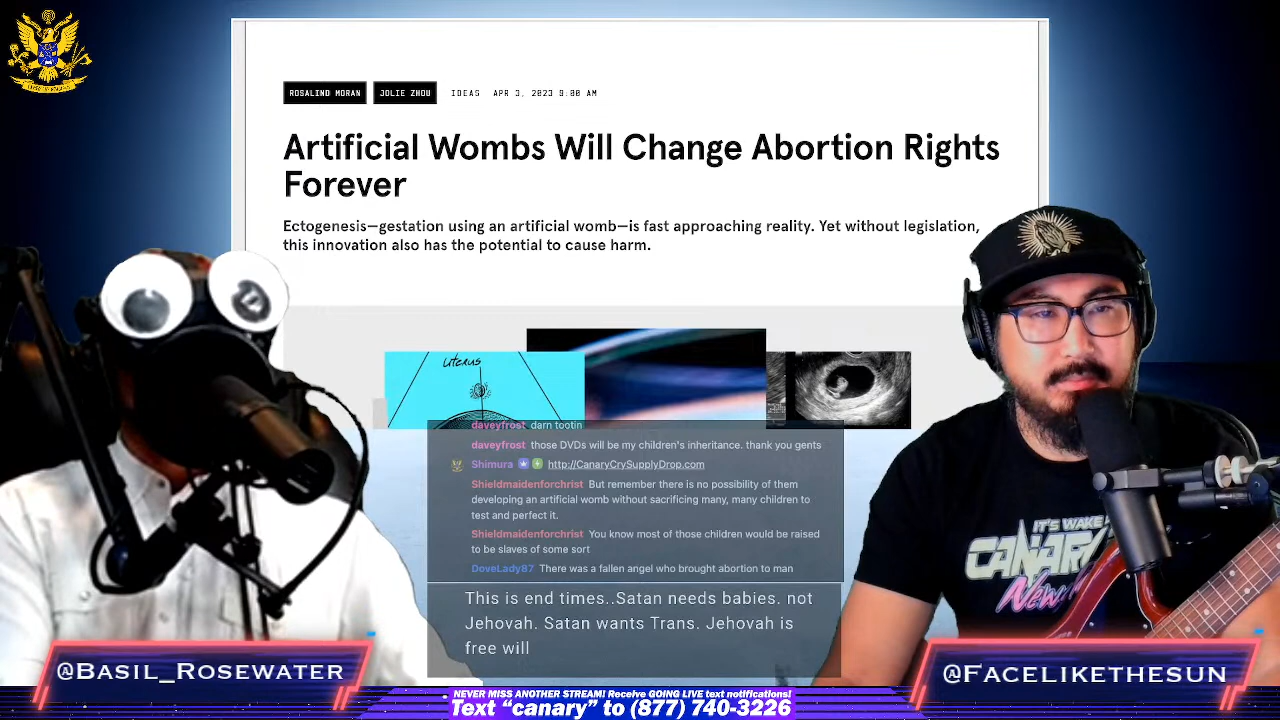 ROSALIND MORAN JOLIE ZHOU IDEAS APR 3, 2023 9:00 AM
Artificial Wombs Will Change Abortion Rights
Forever
Ectogenesis—gestation using an artificial womb—is fast approaching reality. Yet without legislation,
this innovation also has the potential to cause harm.
Uterus
daveyfrost darn tootin
daveyfrost those DVDs will be my children's inheritance. thank you gents
Shimura http://CanaryCrySupplyDrop.com
Shieldmaidenforchrist But remember there is no possibility of them
developing an artificial womb without sacrificing many, many children to
test and perfect it.
Shieldmaidenforchrist You know most of those children would be raised
to be slaves of some sort
DoveLady87 There was a fallen angel who brought abortion to man
This is end times..Satan needs babies. not
Jehovah. Satan wants Trans. Jehovah is
free will
IT'S WAKE
CANARY
New
@BASIL_ROSEWATER
@FACELIKETHESUN
NEVER MISS ANOTHER STREAM! Receive GOING LIVE text notifications!
Text "canary" to (877) 740-3226